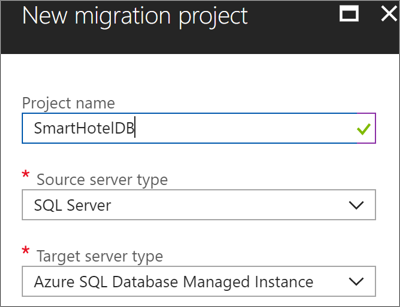 New migration project
Project name
SmartHotelDB
* Source server type
SQL Server
* Target server type
Azure SQL Database Managed Instance